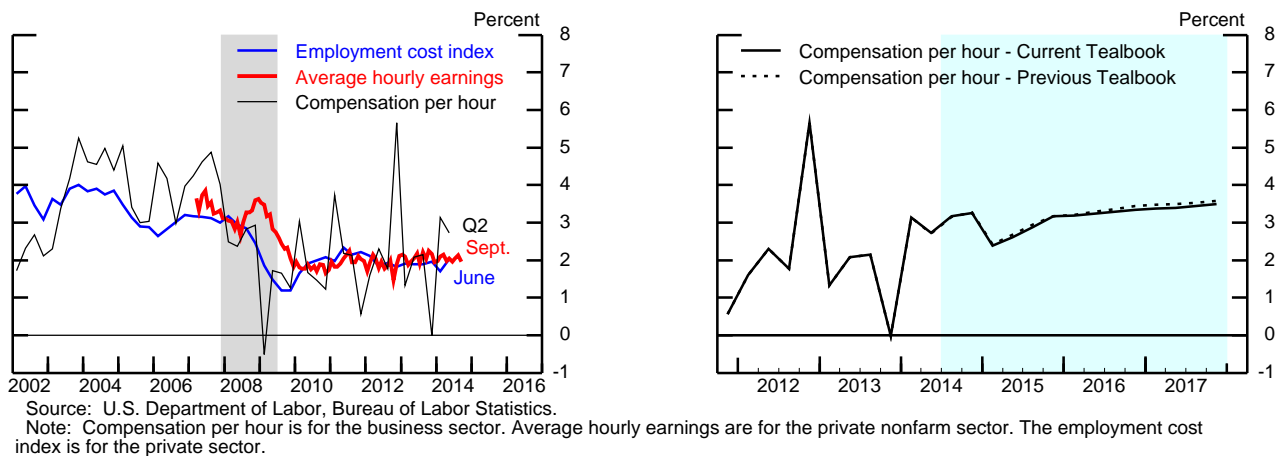 Percent
Employment cost index
Average hourly earnings
Compensation per hour
8
7
6
5
4
3
2
1
0
-1
Q2
Sept.
June
2002 2004 2006 2008 2010 2012 2014 2016
Percent
Compensation per hour - Current Tealbook
Compensation per hour - Previous Tealbook
8
7
6
5
4
3
2
1
0
-1
2012 2013 2014 2015 2016 2017
Source: U.S. Department of Labor, Bureau of Labor Statistics.
Note: Compensation per hour is for the business sector. Average hourly earnings are for the private nonfarm sector. The employment cost
index is for the private sector.